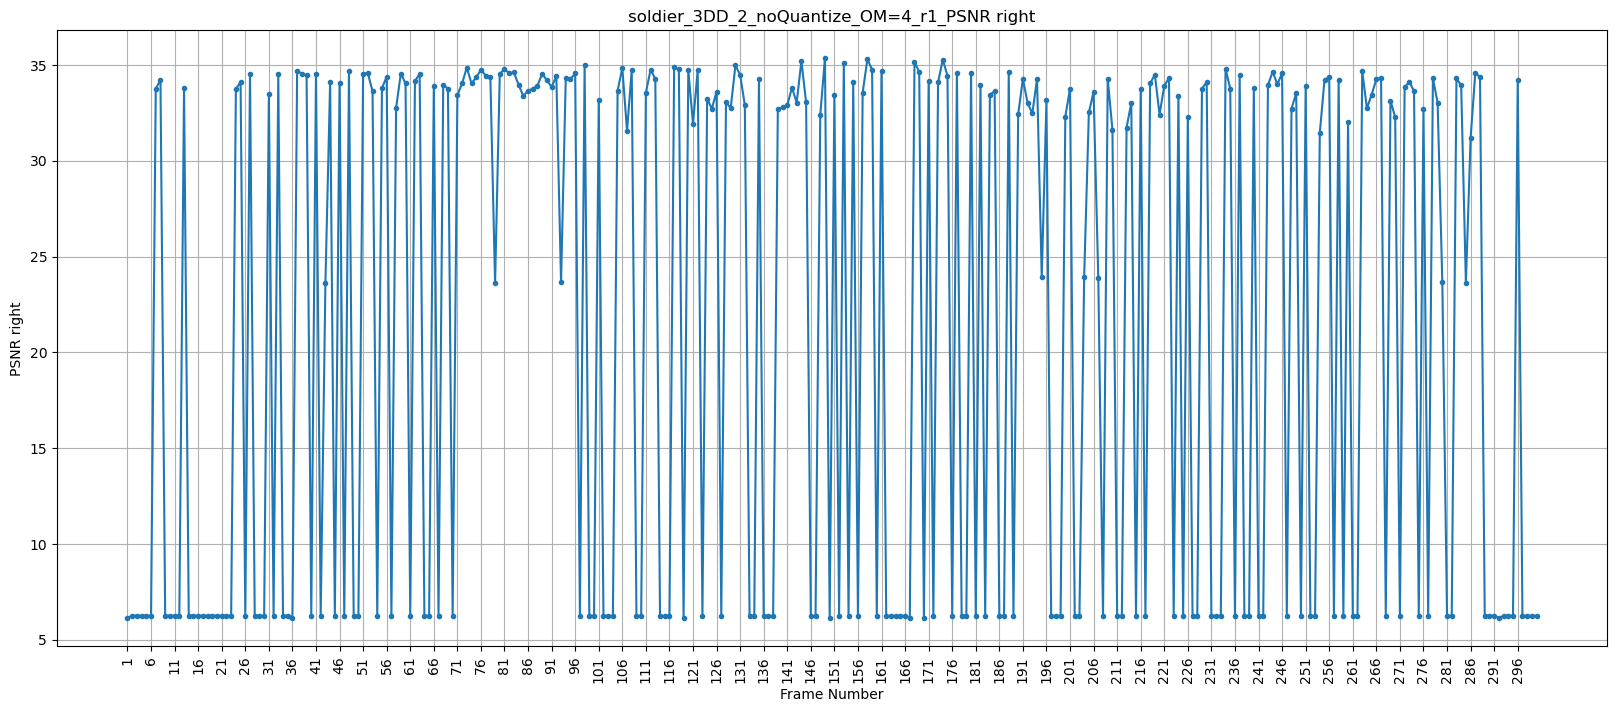 soldier_3DD_2_noQuantize_OM=4_r1_PSNR right
PSNR right
35
30
25
20
15
10
5
1 6 11 16 21 26 31 36 41 46 51 56 61 66 71 76 81 86 91 96 101 106 111 116 121 126 131 136 141 146 151 156 161 166 171 176 181 186 191 196 201 206 211 216 221 226 231 236 241 246 251 256 261 266 271 276 281 286 291 296
Frame Number